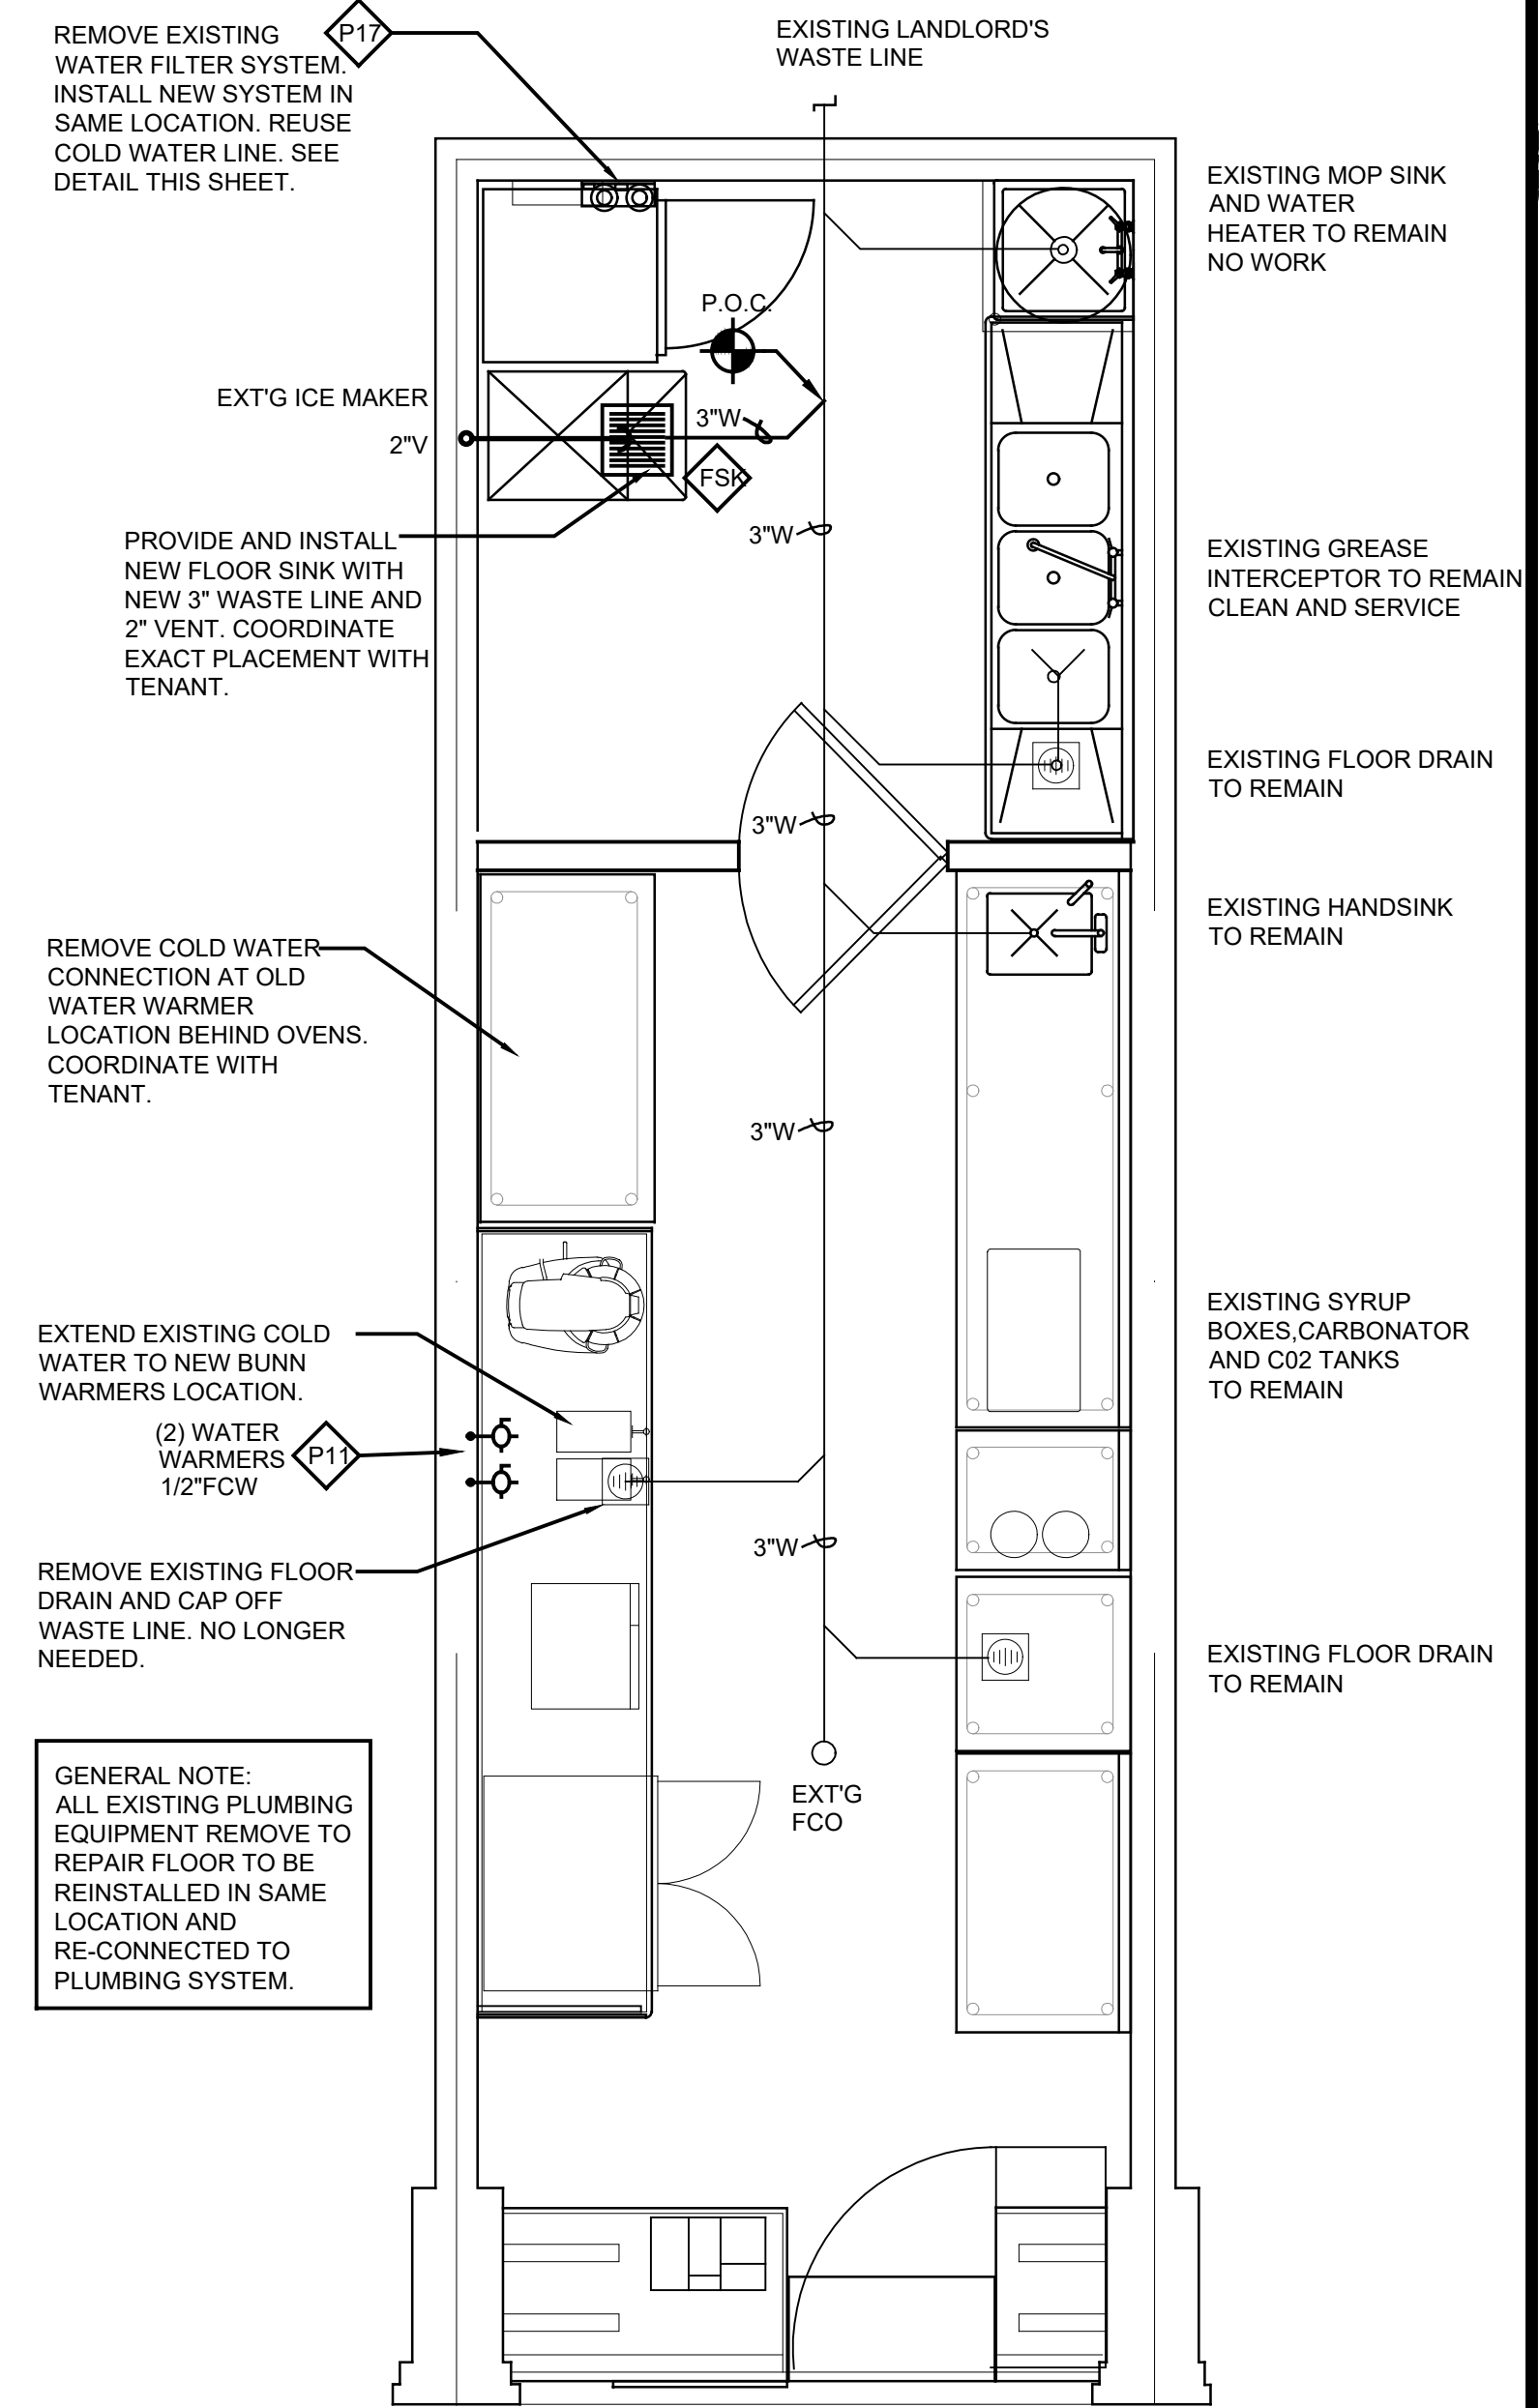 REMOVE EXISTING
WATER FILTER SYSTEM.
INSTALL NEW SYSTEM IN
SAME LOCATION. REUSE
COLD WATER LINE. SEE
DETAIL THIS SHEET.
P17
EXISTING LANDLORD'S
WASTE LINE
EXISTING MOP SINK
AND WATER
HEATER TO REMAIN
NO WORK
P.O.C.
EXT'G ICE MAKER
2"V
3"W
FSK
PROVIDE AND INSTALL
NEW FLOOR SINK WITH
NEW 3" WASTE LINE AND
2" VENT. COORDINATE
EXACT PLACEMENT WITH
TENANT.
3"W
EXISTING GREASE
INTERCEPTOR TO REMAIN
CLEAN AND SERVICE
EXISTING FLOOR DRAIN
TO REMAIN
3"W
EXISTING HANDSINK
TO REMAIN
REMOVE COLD WATER
CONNECTION AT OLD
WATER WARMER
LOCATION BEHIND OVENS.
COORDINATE WITH
TENANT.
3"W
EXTEND EXISTING COLD
WATER TO NEW BUNN
WARMERS LOCATION.
EXISTING SYRUP
BOXES,CARBONATOR
AND C02 TANKS
TO REMAIN
(2) WATER
WARMERS
1/2"FCW
P11
3"W
REMOVE EXISTING FLOOR
DRAIN AND CAP OFF
WASTE LINE. NO LONGER
NEEDED.
EXISTING FLOOR DRAIN
TO REMAIN
GENERAL NOTE:
ALL EXISTING PLUMBING
EQUIPMENT REMOVE TO
REPAIR FLOOR TO BE
REINSTALLED IN SAME
LOCATION AND
RE-CONNECTED TO
PLUMBING SYSTEM.
EXT'G
FCO